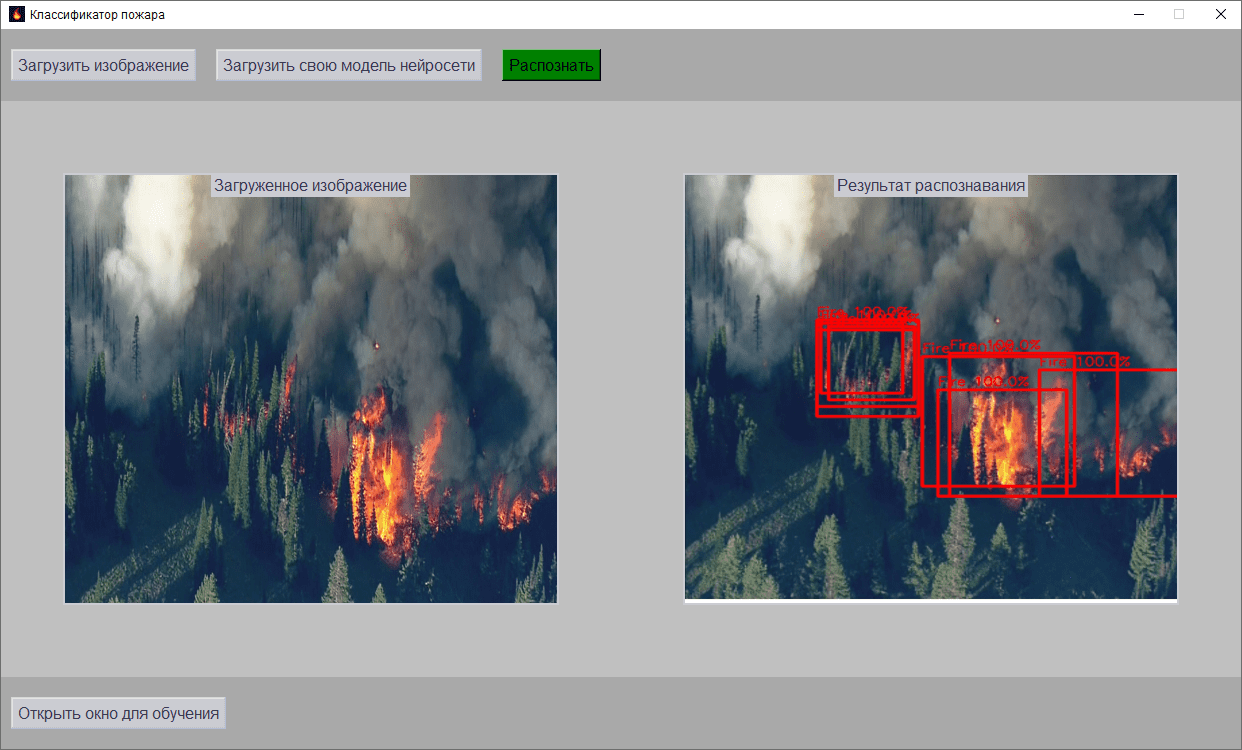 Классификатор пожара
Загрузить изображение
Загрузить свою модель нейросети
Распознать
Загруженное изображение
Результат распознавания
Fire, 100.0%
Fire
Fire, 100.0%
Fire, 100.0%
Fire, 100.0%
Открыть окно для обучения